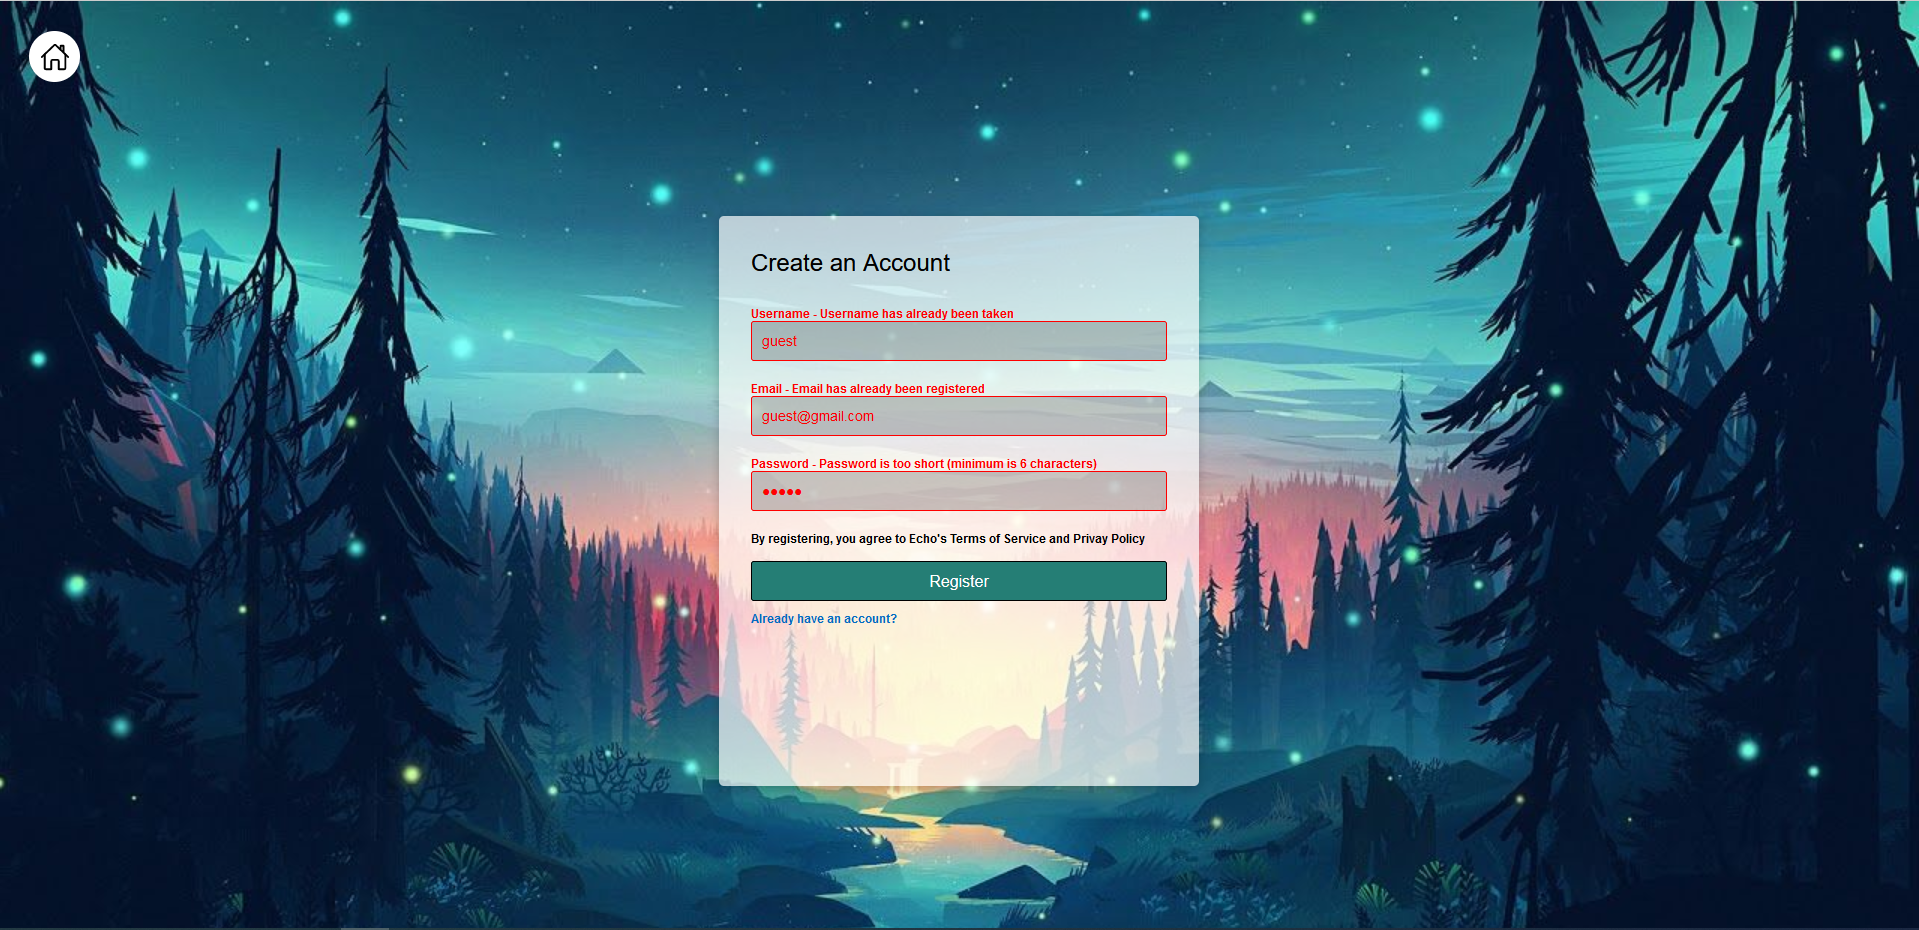 Create an Account
Username - Username has already been taken
guest
Email - Email has already been registered
guest@gmail.com
Password - Password is too short (minimum is 6 characters)
●●●●●
By registering, you agree to Echo's Terms of Service and Privay Policy
Register
Already have an account?